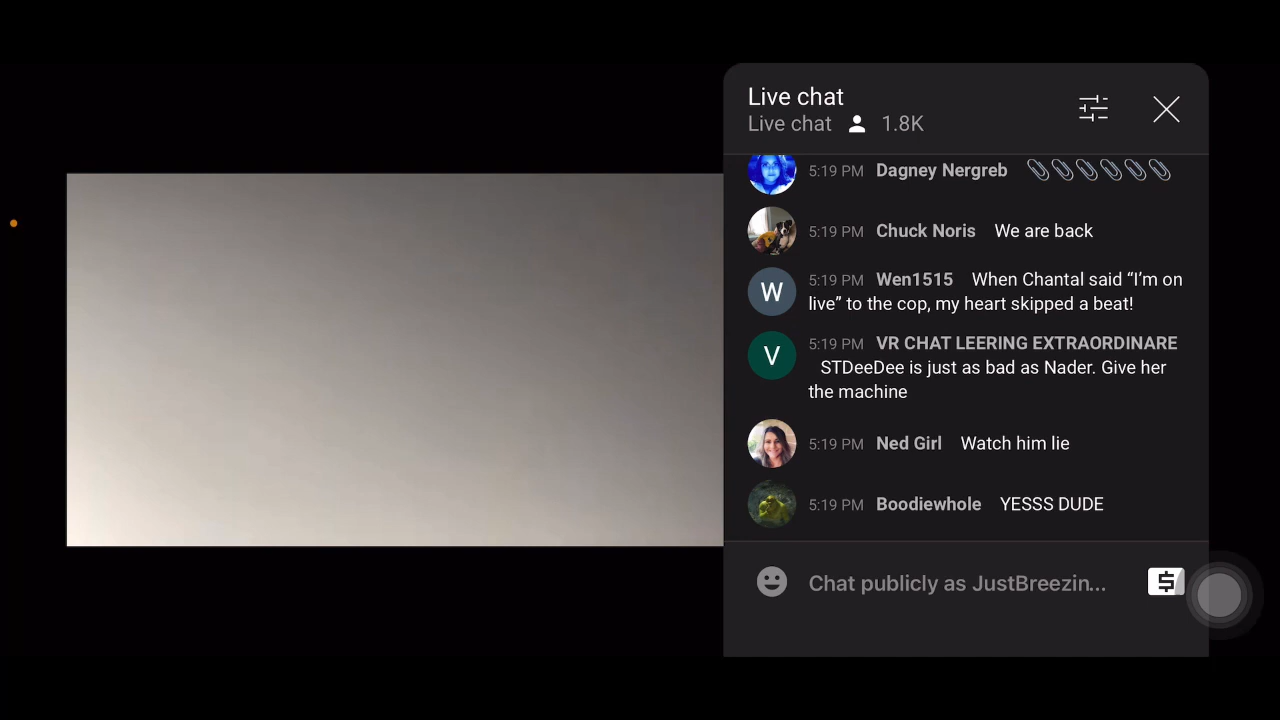 Live chat
Live chat 1.8K
5:19 PM Dagney Nergreb
5:19 PM Chuck Noris We are back
W 5:19 PM Wen1515 When Chantal said “I’m on
live” to the cop, my heart skipped a beat!
V 5:19 PM VR CHAT LEERING EXTRAORDINARE
STDeeDee is just as bad as Nader. Give her
the machine
5:19 PM Ned Girl Watch him lie
5:19 PM Boodiewhole YESSS DUDE
Chat publicly as JustBreezin...
$